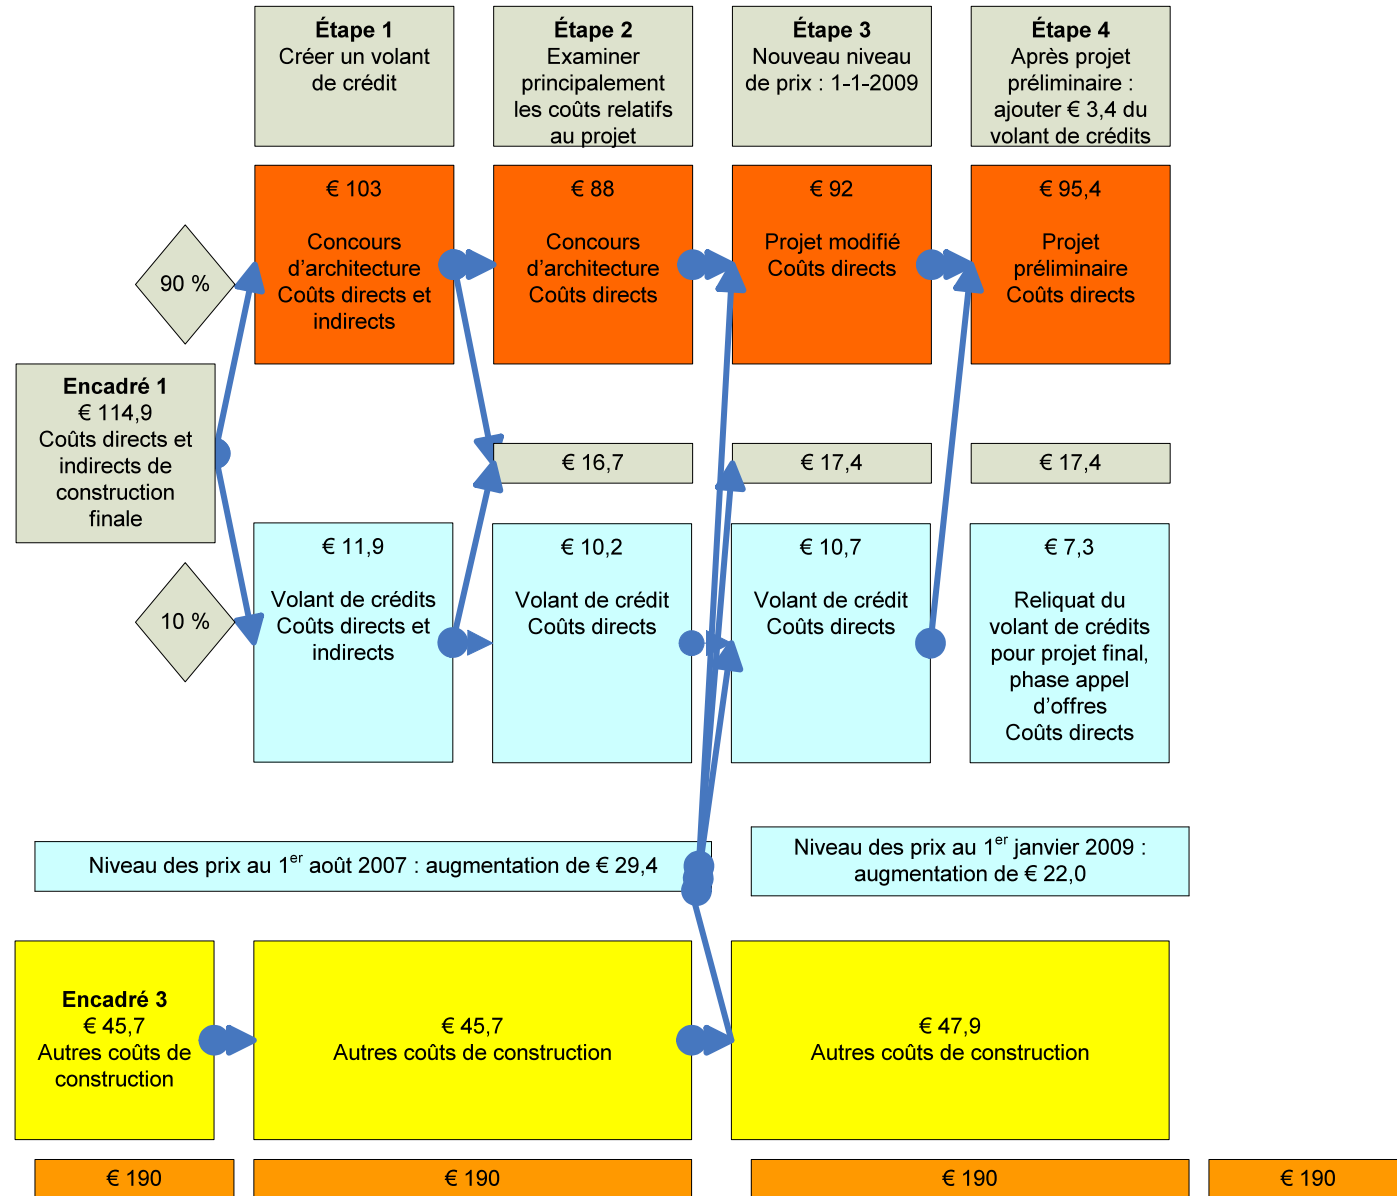 Étape 1
Créer un volant
de crédit
Étape 2
Examiner
principalement
les coûts relatifs
au projet
Étape 3
Nouveau niveau
de prix : 1-1-2009
Étape 4
Après projet
préliminaire :
ajouter € 3,4 du
volant de crédits
90 %
€ 103
Concours
d’architecture
Coûts directs et
indirects
€ 88
Concours
d’architecture
Coûts directs
€ 92
Projet modifié
Coûts directs
€ 95,4
Projet
préliminaire
Coûts directs
Encadré 1
€ 114,9
Coûts directs et
indirects de
construction
finale
€ 16,7
€ 17,4
€ 17,4
10 %
€ 11,9
Volant de crédits
Coûts directs et
indirects
€ 10,2
Volant de crédit
Coûts directs
€ 10,7
Volant de crédit
Coûts directs
€ 7,3
Reliquat du
volant de crédits
pour projet final,
phase appel
d’offres
Coûts directs
Niveau des prix au 1er août 2007 : augmentation de € 29,4
Niveau des prix au 1er janvier 2009 :
augmentation de € 22,0
Encadré 3
€ 45,7
Autres coûts de
construction
€ 45,7
Autres coûts de construction
€ 47,9
Autres coûts de construction
€ 190
€ 190
€ 190
€ 190